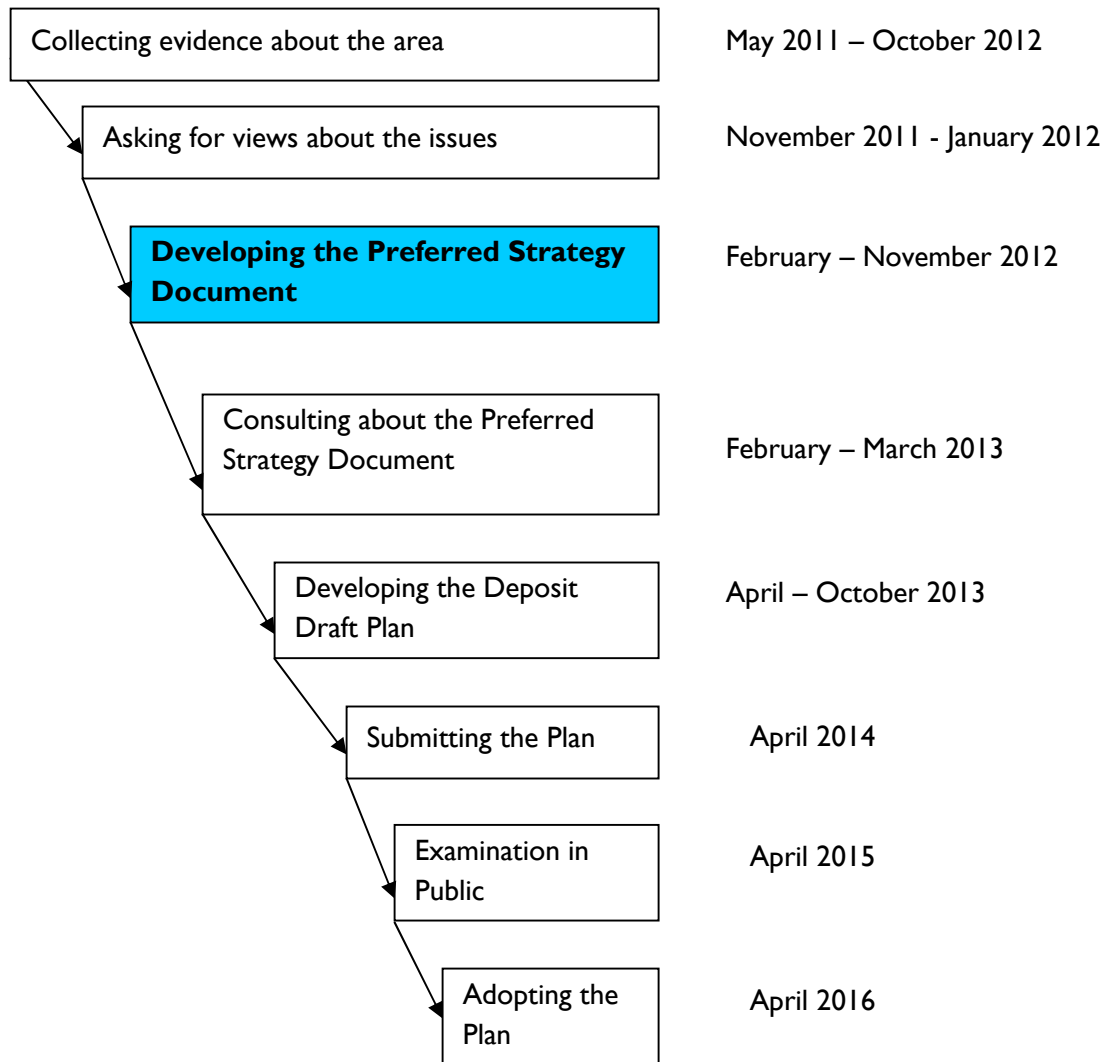 Collecting evidence about the area
May 2011 – October 2012
Asking for views about the issues
November 2011 - January 2012
Developing the Preferred Strategy
Document
February – November 2012
Consulting about the Preferred
Strategy Document
February – March 2013
Developing the Deposit
Draft Plan
April – October 2013
Submitting the Plan
April 2014
Examination in
Public
April 2015
Adopting the
Plan
April 2016